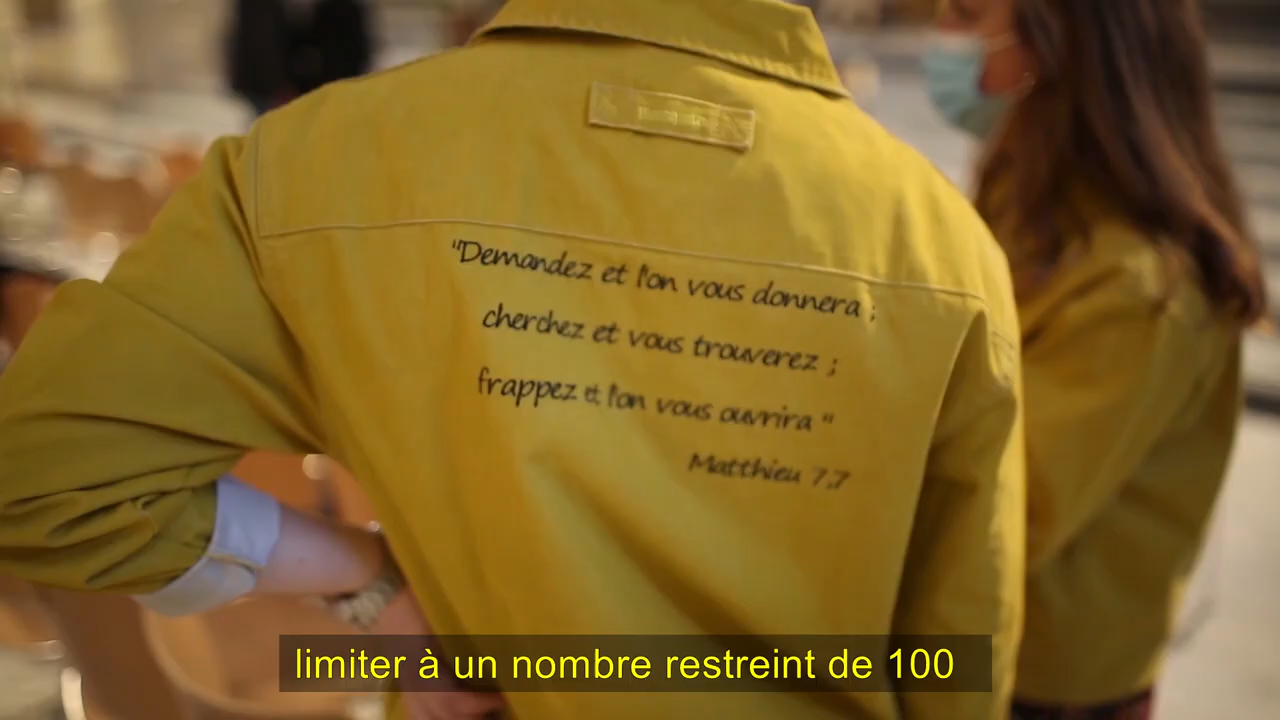 "Demandez et l'on vous donnera ;
cherchez et vous trouverez ;
frappez et l'on vous ouvrira "
Matthieu 7,7
limiter à un nombre restreint de 100